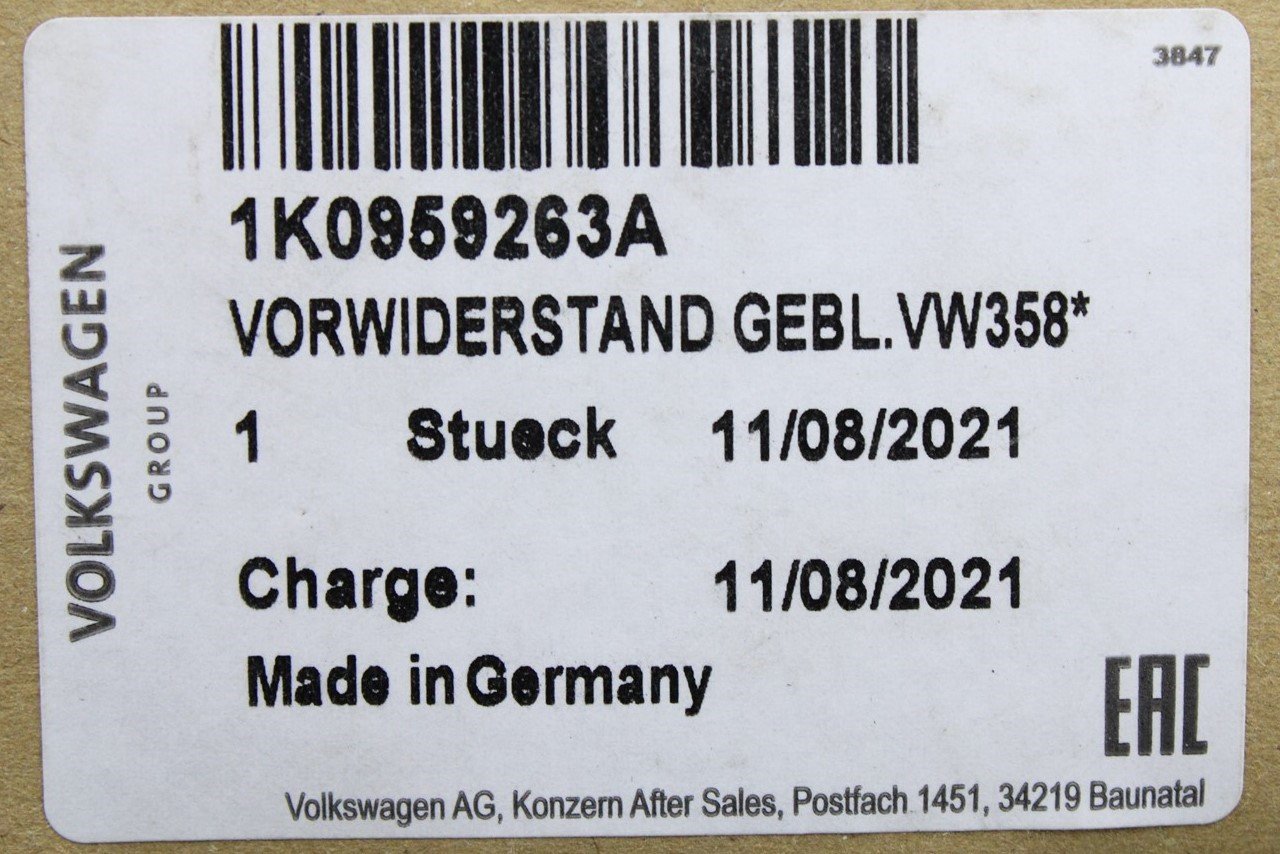 3847
1K0959263A
VORWIDERSTAND GEBL.VW358*
1 Stueck 11/08/2021
Charge: 11/08/2021
Made in Germany
EAC
Volkswagen AG, Konzern After Sales, Postfach 1451, 34219 Baunatal
VOLKSWAGEN
GROUP